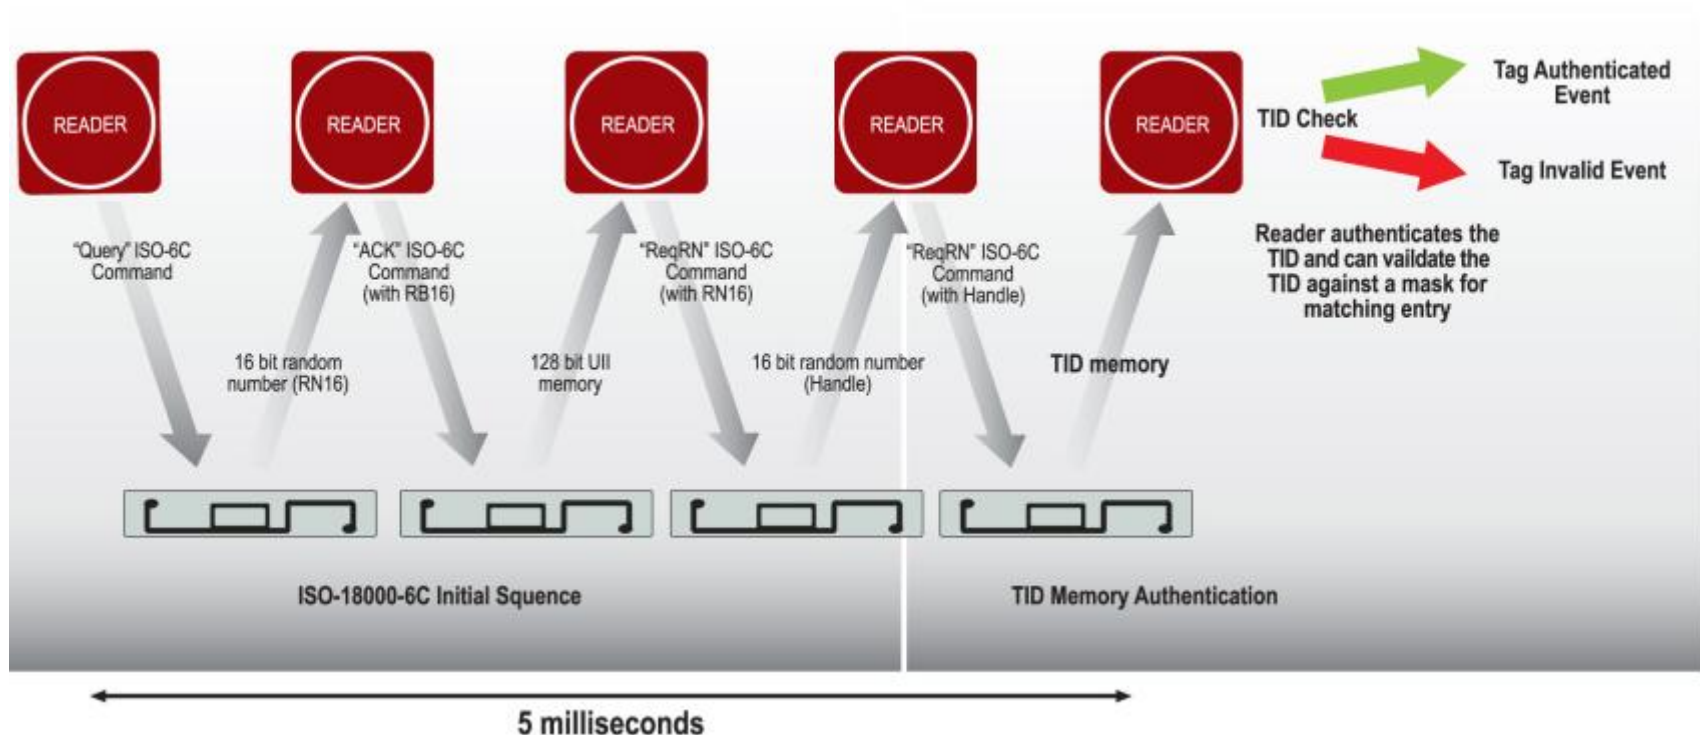 READER
READER
READER
READER
READER
TID Check
Tag Authenticated
Event
Tag Invalid Event
Reader authenticates the
TID and can vaildate the
TID against a mask for
matching entry
"Query" ISO-6C
Command
16 bit random
number (RN16)
"ACK" ISO-6C
Command
(with RB16)
128 bit UII
memory
"ReqRN" ISO-6C
Command
(with RN16)
16 bit random number
(Handle)
"ReqRN" ISO-6C
Command
(with Handle)
TID memory
ISO-18000-6C Initial Squence
TID Memory Authentication
5 milliseconds